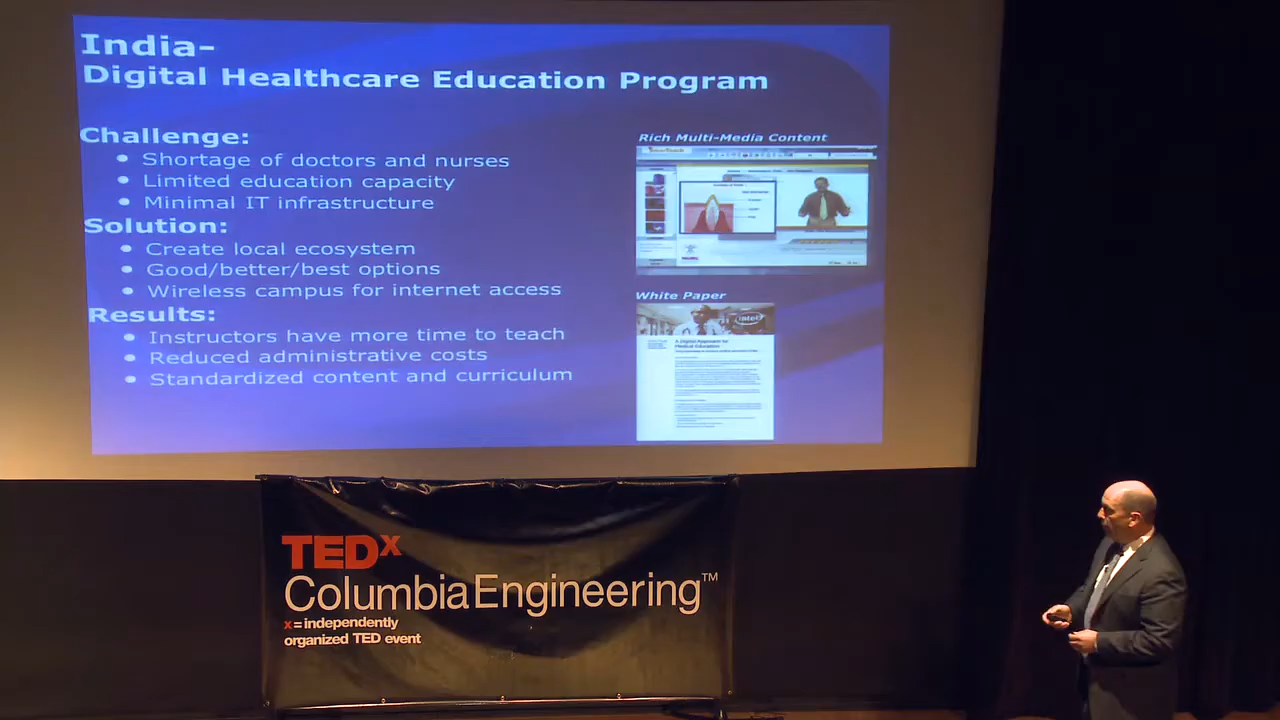 India-
Digital Healthcare Education Program
Challenge:
• Shortage of doctors and nurses
• Limited education capacity
• Minimal IT infrastructure
Solution:
• Create local ecosystem
• Good/better/best options
• Wireless campus for internet access
Results:
• Instructors have more time to teach
• Reduced administrative costs
• Standardized content and curriculum
Rich Multi-Media Content
White Paper
intel
A Digital Approach for
Medical Education
TEDx
ColumbiaEngineering™
x = independently
organized TED event